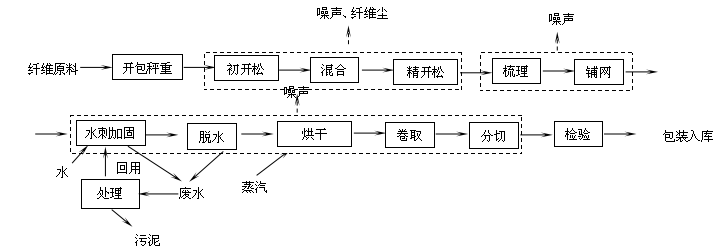 噪声、纤维尘
噪声
纤维原料
开包秤重
初开松
混合
精开松
梳理
铺网
噪声
水刺加固
脱水
烘干
卷取
分切
检验
包装入库
水
回用
蒸汽
处理
废水
污泥